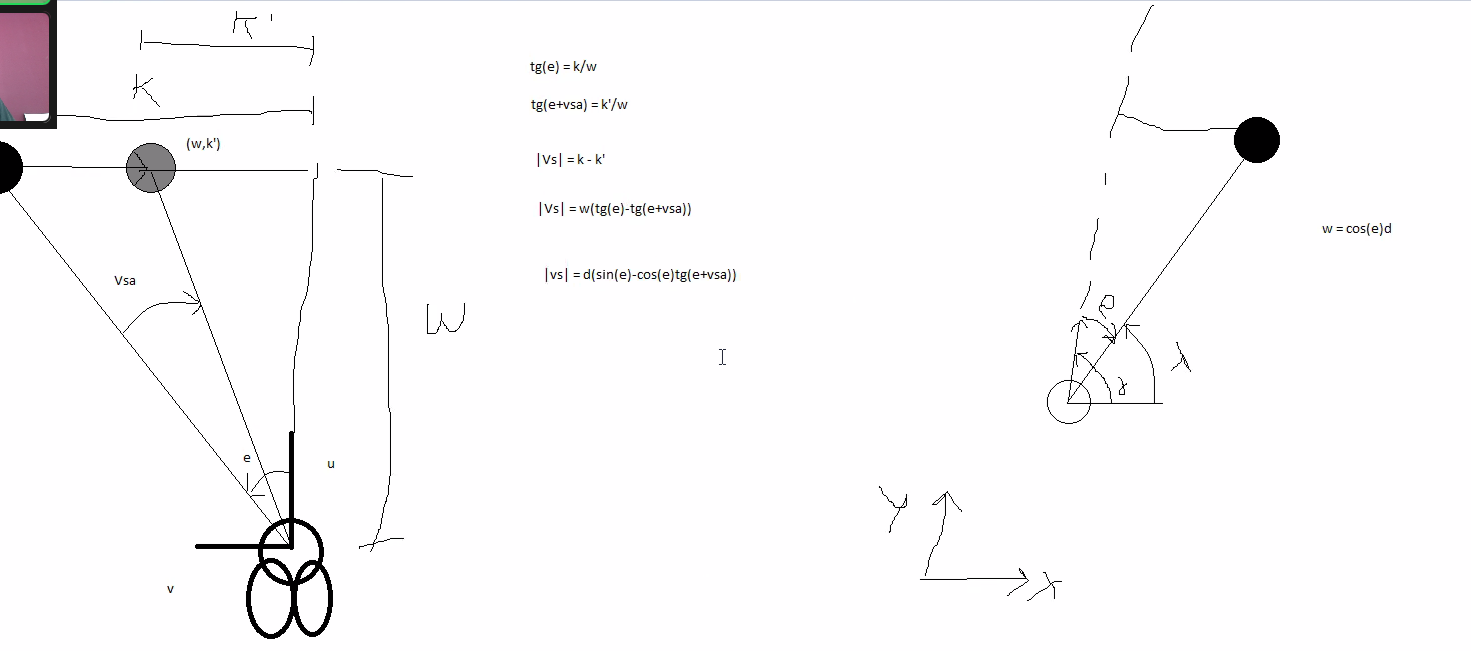 K'
K
(w,k')
Vsa
W
e
u
v
tg(e) = k/w
tg(e+vsa) = k'/w
|Vs| = k - k'
|Vs| = w(tg(e)-tg(e+vsa))
|vs| = d(sin(e)-cos(e)tg(e+vsa))
w = cos(e)d
e
γ
λ
y
x